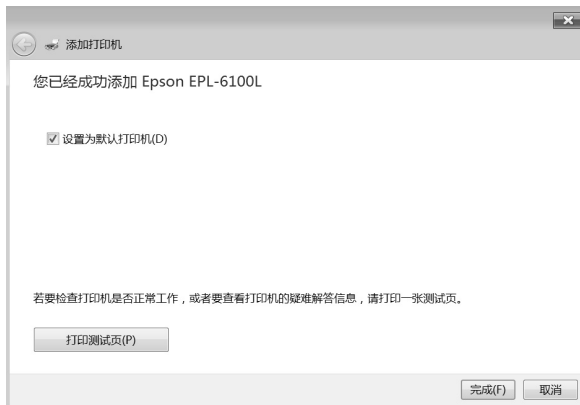 添加打印机
您已经成功添加 Epson EPL-6100L
设置为默认打印机(D)
若要检查打印机是否正常工作，或者要查看打印机的疑难解答信息，请打印一张测试页。
打印测试页(P)
完成(F)
取消